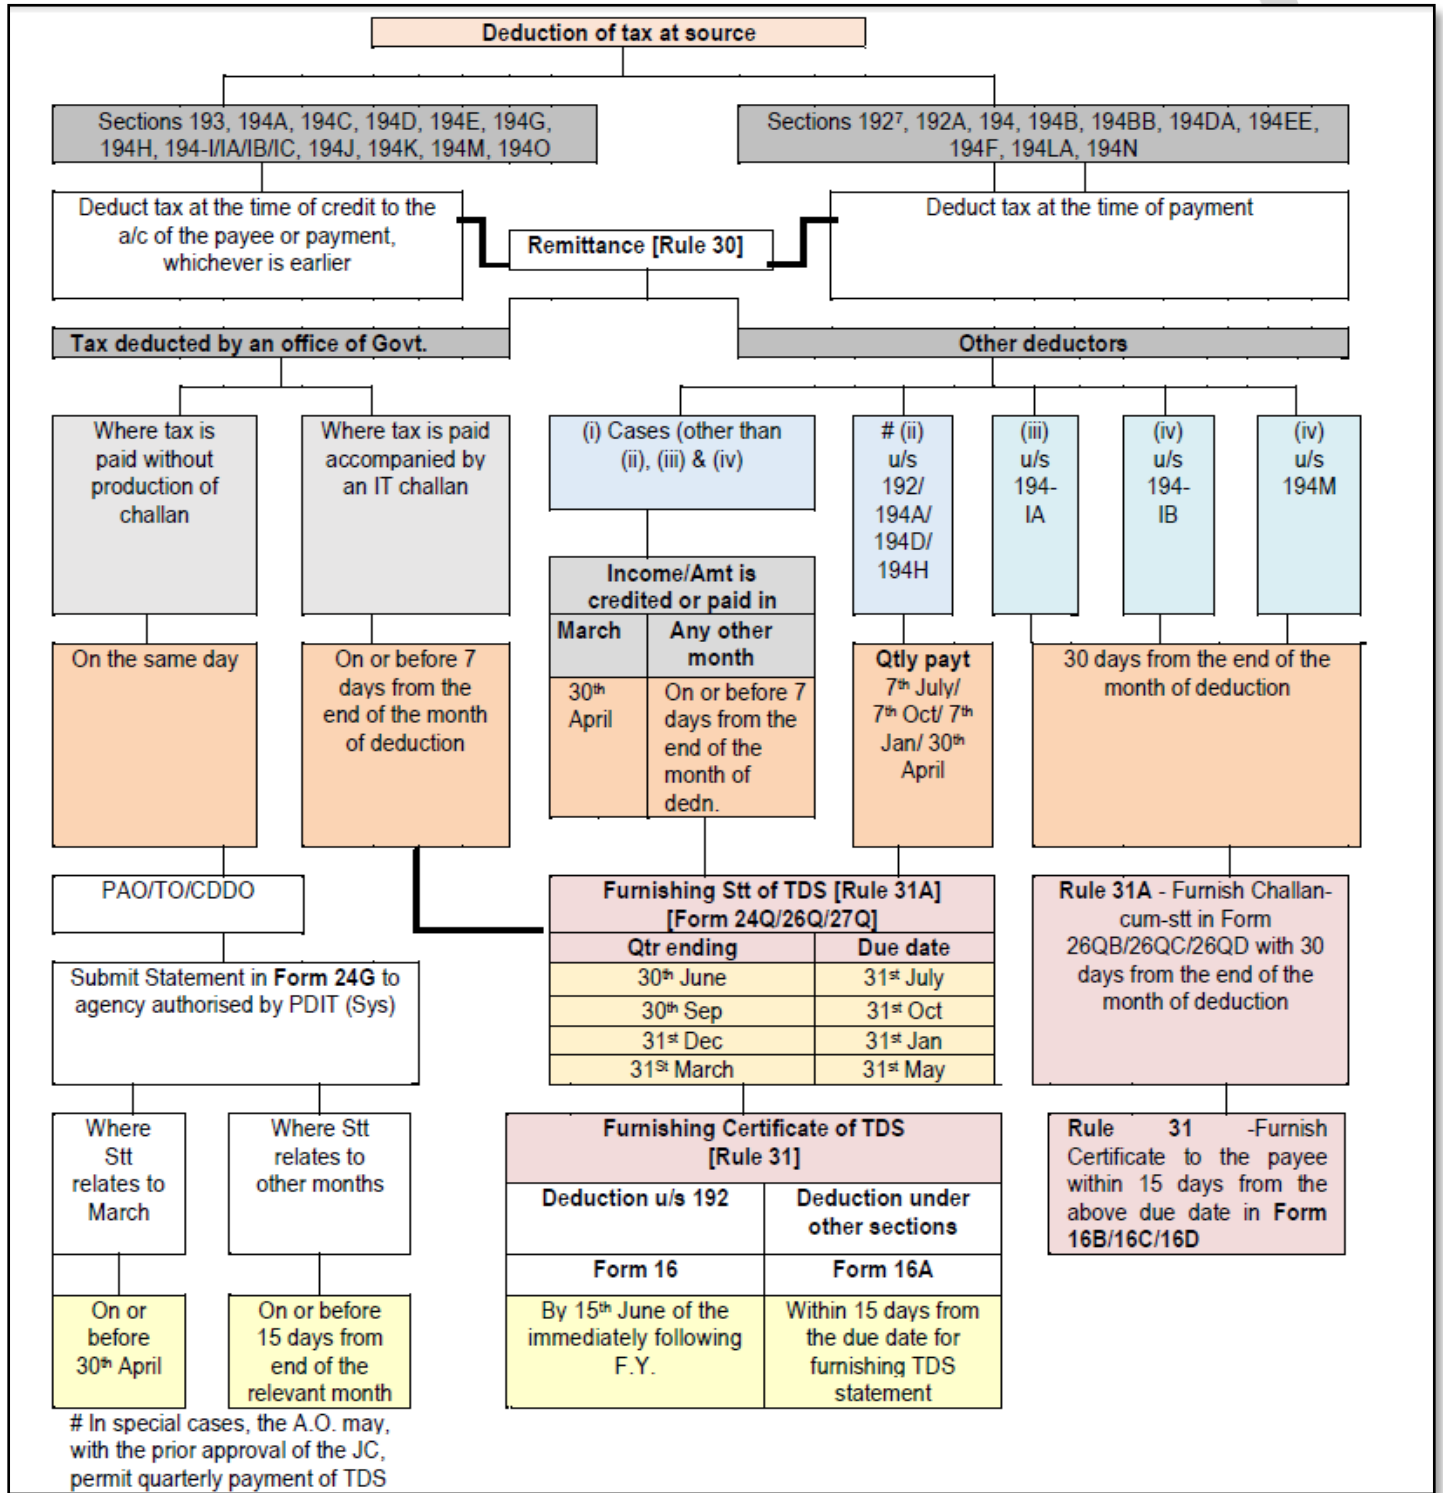 Deduction of tax at source
Sections 193, 194A, 194C, 194D, 194E, 194G,
194H, 194-I/IA/IB/IC, 194J, 194K, 194M, 194O
Sections 192⁷, 192A, 194, 194B, 194BB, 194DA, 194EE,
194F, 194LA, 194N
Deduct tax at the time of credit to the
a/c of the payee or payment,
whichever is earlier
Remittance [Rule 30]
Deduct tax at the time of payment
Tax deducted by an office of Govt.
Other deductors
Where tax is
paid without
production of
challan
Where tax is paid
accompanied by
an IT challan
(i) Cases (other than
(ii), (iii) & (iv)
# (ii)
u/s
192/
194A/
194D/
194H
(iii)
u/s
194-
IA
(iv)
u/s
194-
IB
(iv)
u/s
194M
Income/Amt is
credited or paid in
March
Any other
month
30th
April
On or before 7
days from the
end of the
month of
dedn.
On the same day
On or before 7
days from the
end of the month
of deduction
Qtly payt
7th July/
7th Oct/ 7th
Jan/ 30th
April
30 days from the end of the
month of deduction
PAO/TO/CDDO
Submit Statement in Form 24G to
agency authorised by PDIT (Sys)
Furnishing Stt of TDS [Rule 31A]
[Form 24Q/26Q/27Q]
Qtr ending
Due date
30th June
31st July
30th Sep
31st Oct
31st Dec
31st Jan
31St March
31st May
Rule 31A - Furnish Challan-
cum-stt in Form
26QB/26QC/26QD with 30
days from the end of the
month of deduction
Where
Stt
relates to
March
Where Stt
relates to
other months
Furnishing Certificate of TDS
[Rule 31]
Deduction u/s 192
Deduction under
other sections
Form 16
Form 16A
By 15th June of the
immediately following
F.Y.
Within 15 days from
the due date for
furnishing TDS
statement
Rule 31 -Furnish
Certificate to the payee
within 15 days from the
above due date in Form
16B/16C/16D
On or
before
30th April
On or before
15 days from
end of the
relevant month
# In special cases, the A.O. may,
with the prior approval of the JC,
permit quarterly payment of TDS